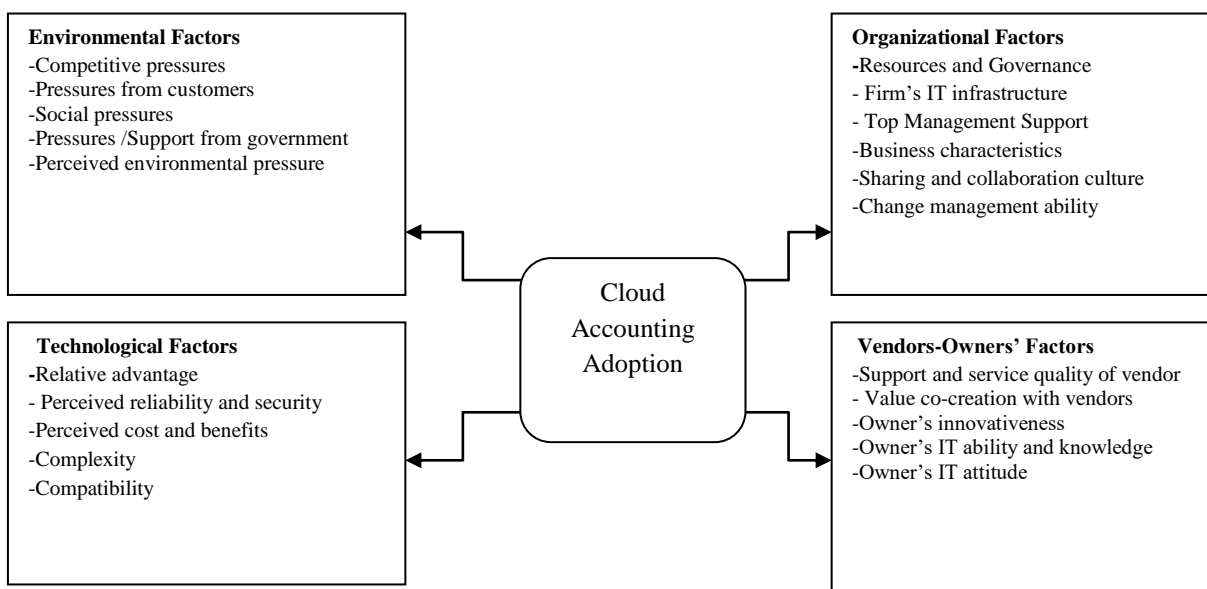 Environmental Factors
-Competitive pressures
-Pressures from customers
-Social pressures
-Pressures /Support from government
-Perceived environmental pressure
Organizational Factors
-Resources and Governance
- Firm's IT infrastructure
- Top Management Support
-Business characteristics
-Sharing and collaboration culture
-Change management ability
Cloud
Accounting
Adoption
Technological Factors
-Relative advantage
- Perceived reliability and security
-Perceived cost and benefits
-Complexity
-Compatibility
Vendors-Owners' Factors
-Support and service quality of vendor
- Value co-creation with vendors
-Owner's innovativeness
-Owner's IT ability and knowledge
-Owner's IT attitude